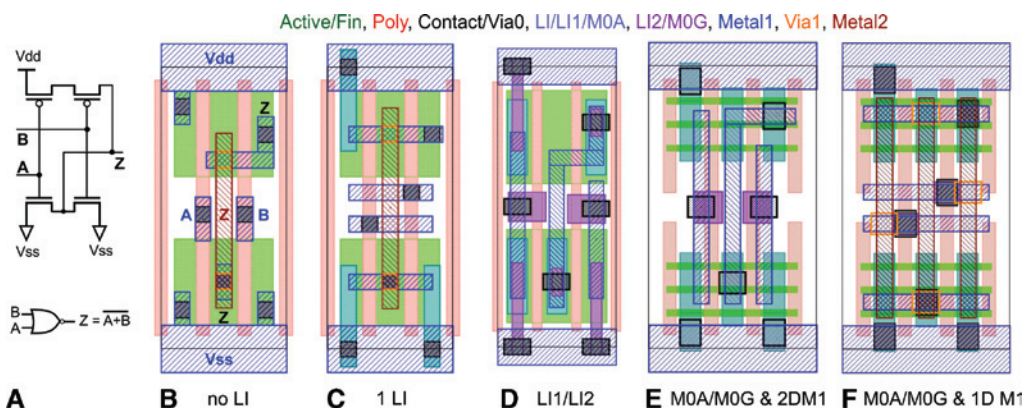 Active/Fin, Poly, Contact/Via0, LI/LI1/M0A, LI2/M0G, Metal1, Via1, Metal2
Vdd
B
A
Z
Vss Vss
B
A
Z = A+B
A
Vdd
Z
A Z B
Z
Vss
B no LI
C 1 LI
D LI1/LI2
E M0A/M0G & 2DM1
F M0A/M0G & 1D M1